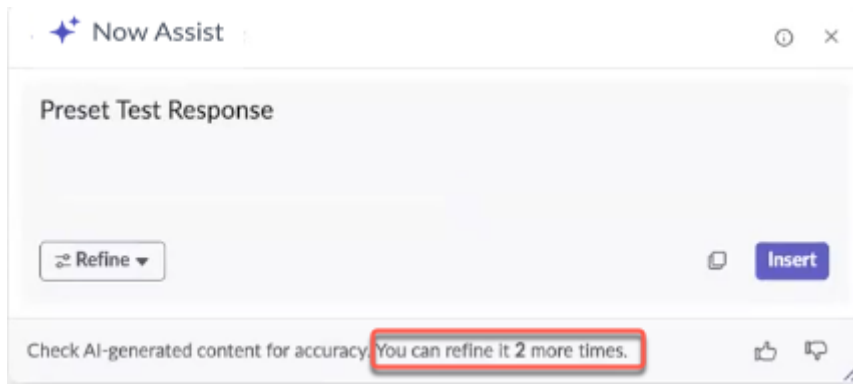 Now Assist
Preset Test Response
Refine
Insert
Check AI-generated content for accuracy. You can refine it 2 more times.